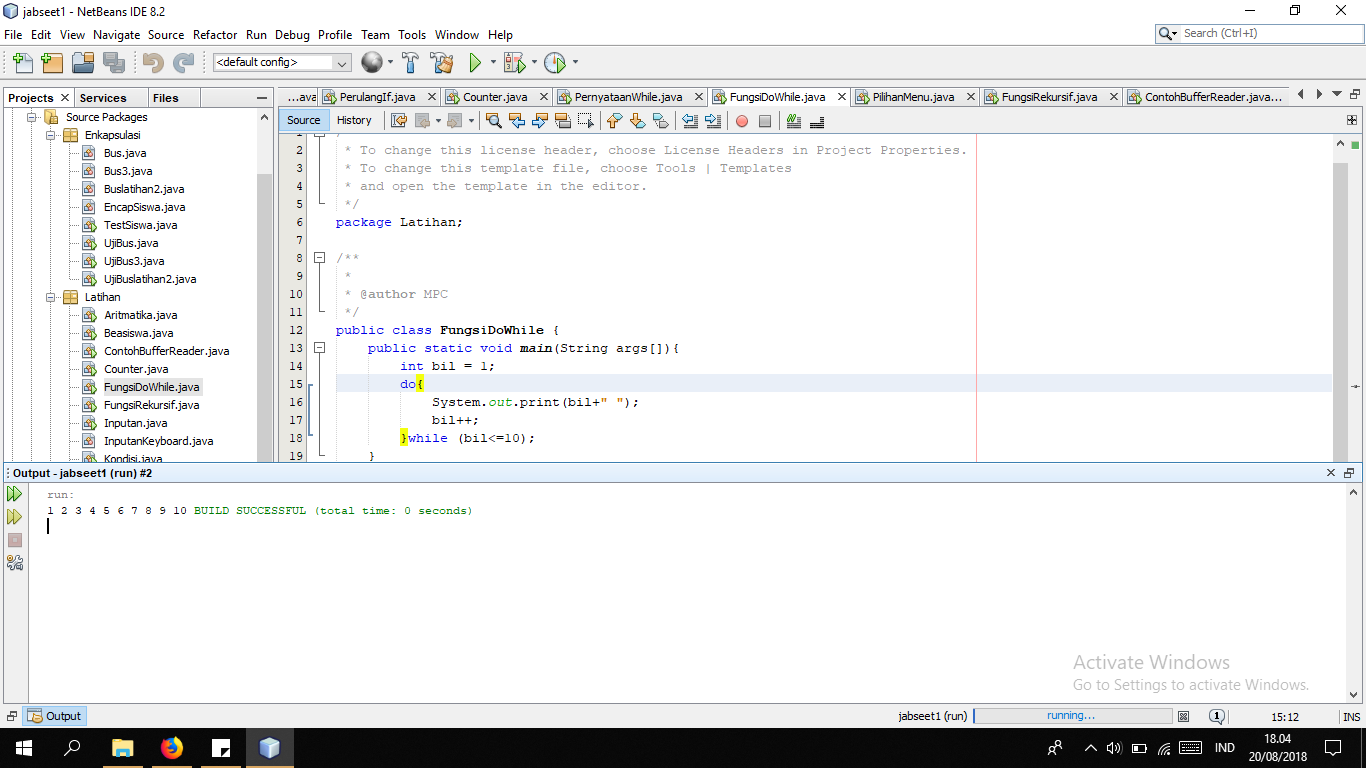 jabseet1 - NetBeans IDE 8.2
File Edit View Navigate Source Refactor Run Debug Profile Team Tools Window Help
Search (Ctrl+I)
<default config>
Projects Services Files
...ava PerulangIf.java Counter.java PernyataanWhile.java FungsiDoWhile.java PilihanMenu.java FungsiRekursif.java ContohBufferReader.java...
Source History
Source Packages
Enkapsulasi
Bus.java
Bus3.java
Buslatihan2.java
EncapSiswa.java
TestSiswa.java
UjiBus.java
UjiBus3.java
UjiBuslatihan2.java
Latihan
Aritmatika.java
Beasiswa.java
ContohBufferReader.java
Counter.java
FungsiDoWhile.java
FungsiRekursif.java
Inputan.java
InputanKeyboard.java
Kondisi.java
2 * To change this license header, choose License Headers in Project Properties.
3 * To change this template file, choose Tools | Templates
4 * and open the template in the editor.
5 */
6 package Latihan;
7
8 /**
9 *
10 * @author MPC
11 */
12 public class FungsiDoWhile {
13 public static void main(String args[]){
14 int bil = 1;
15 do{
16 System.out.print(bil+" ");
17 bil++;
18 }while (bil<=10);
19 }
Output - jabseet1 (run) #2
run:
1 2 3 4 5 6 7 8 9 10 BUILD SUCCESSFUL (total time: 0 seconds)
Activate Windows
Go to Settings to activate Windows.
Output
jabseet1 (run) running... 1 15:12 INS
IND
18.04
20/08/2018